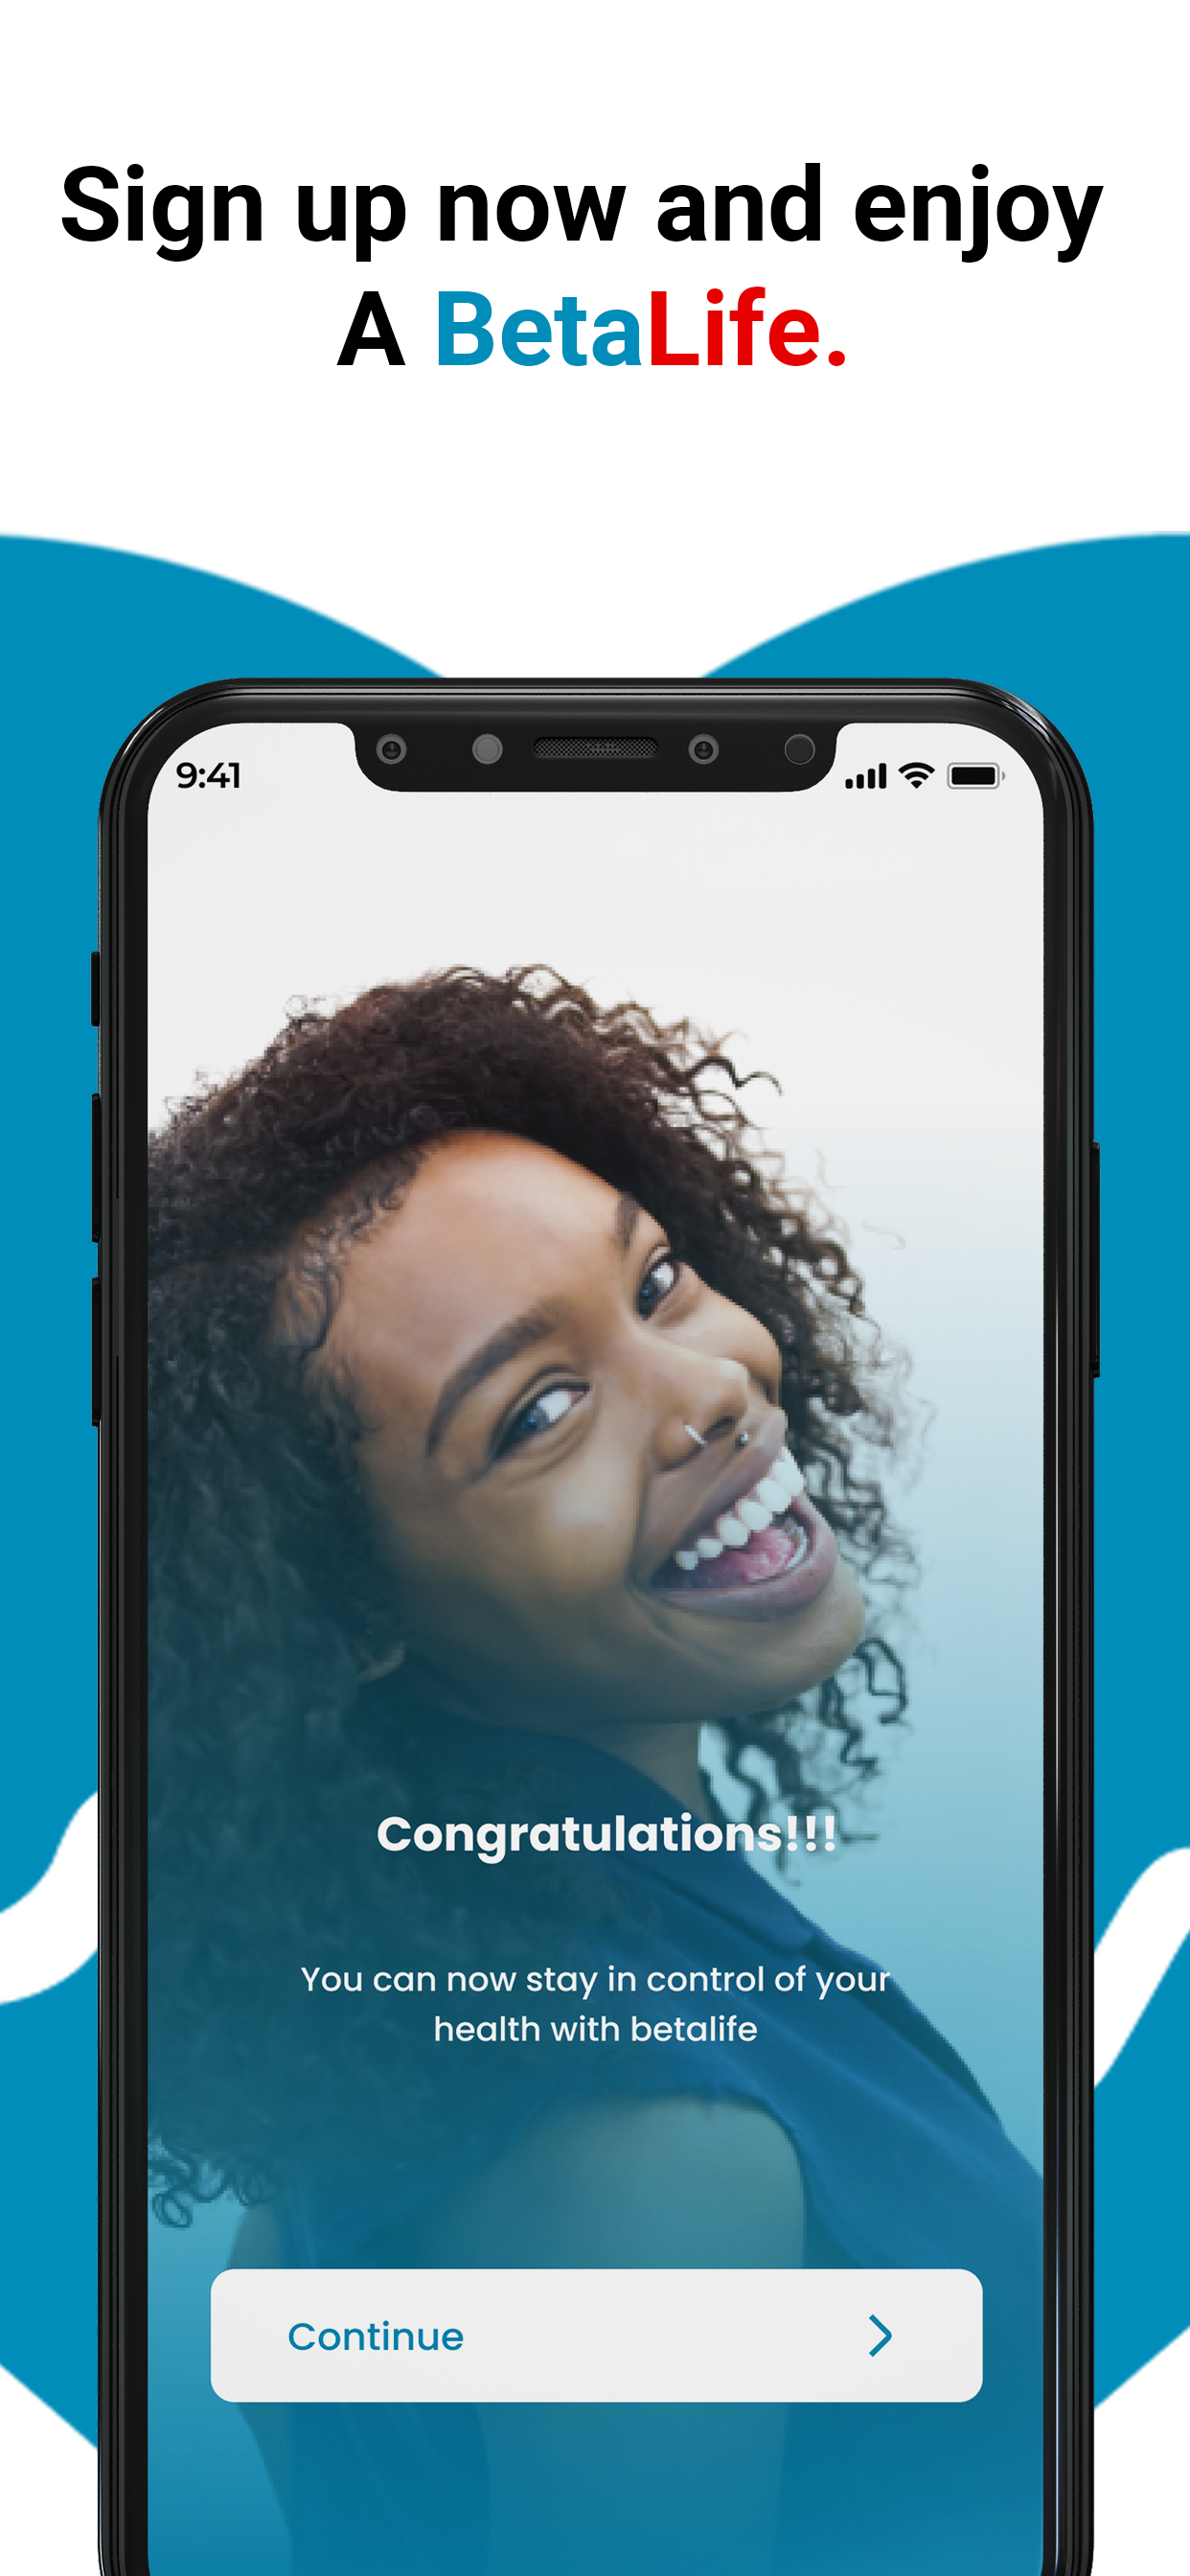 Sign up now and enjoy
A BetaLife.
9:41
Congratulations!!!
You can now stay in control of your
health with betalife
Continue